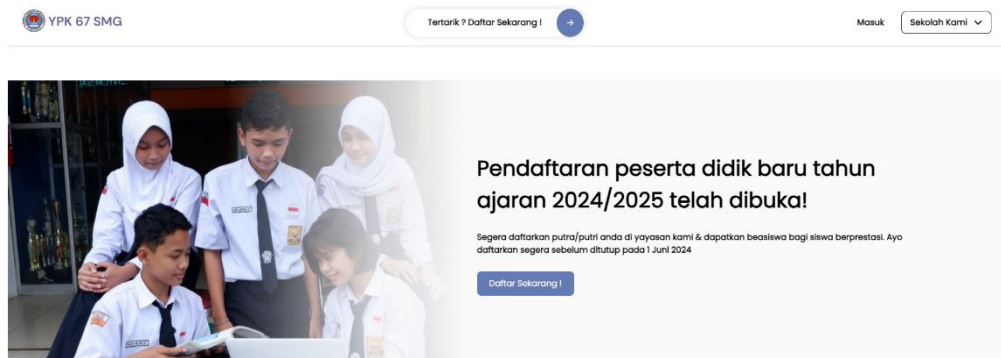 YPK 67 SMG
Tertarik ? Daftar Sekarang !
Masuk
Sekolah Kami
Pendaftaran peserta didik baru tahun
ajaran 2024/2025 telah dibuka!
Segera daftarkan putra/putri anda di yayasan kami & dapatkan beasiswa bagi siswa berprestasi. Ayo
daftarkan segera sebelum ditutup pada 1 Juni 2024
Daftar Sekarang !